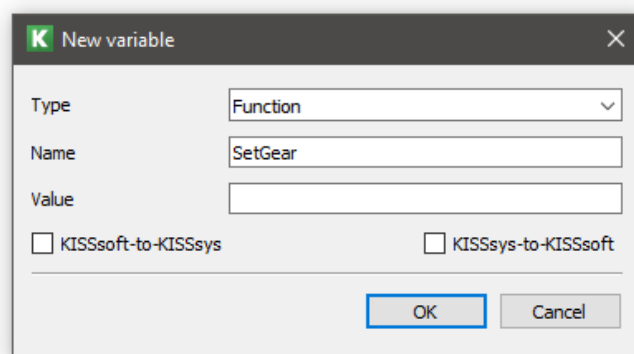 K New variable
Type Function
Name SetGear
Value
KISSsoft-to-KISSsys KISSsys-to-KISSsoft
OK Cancel